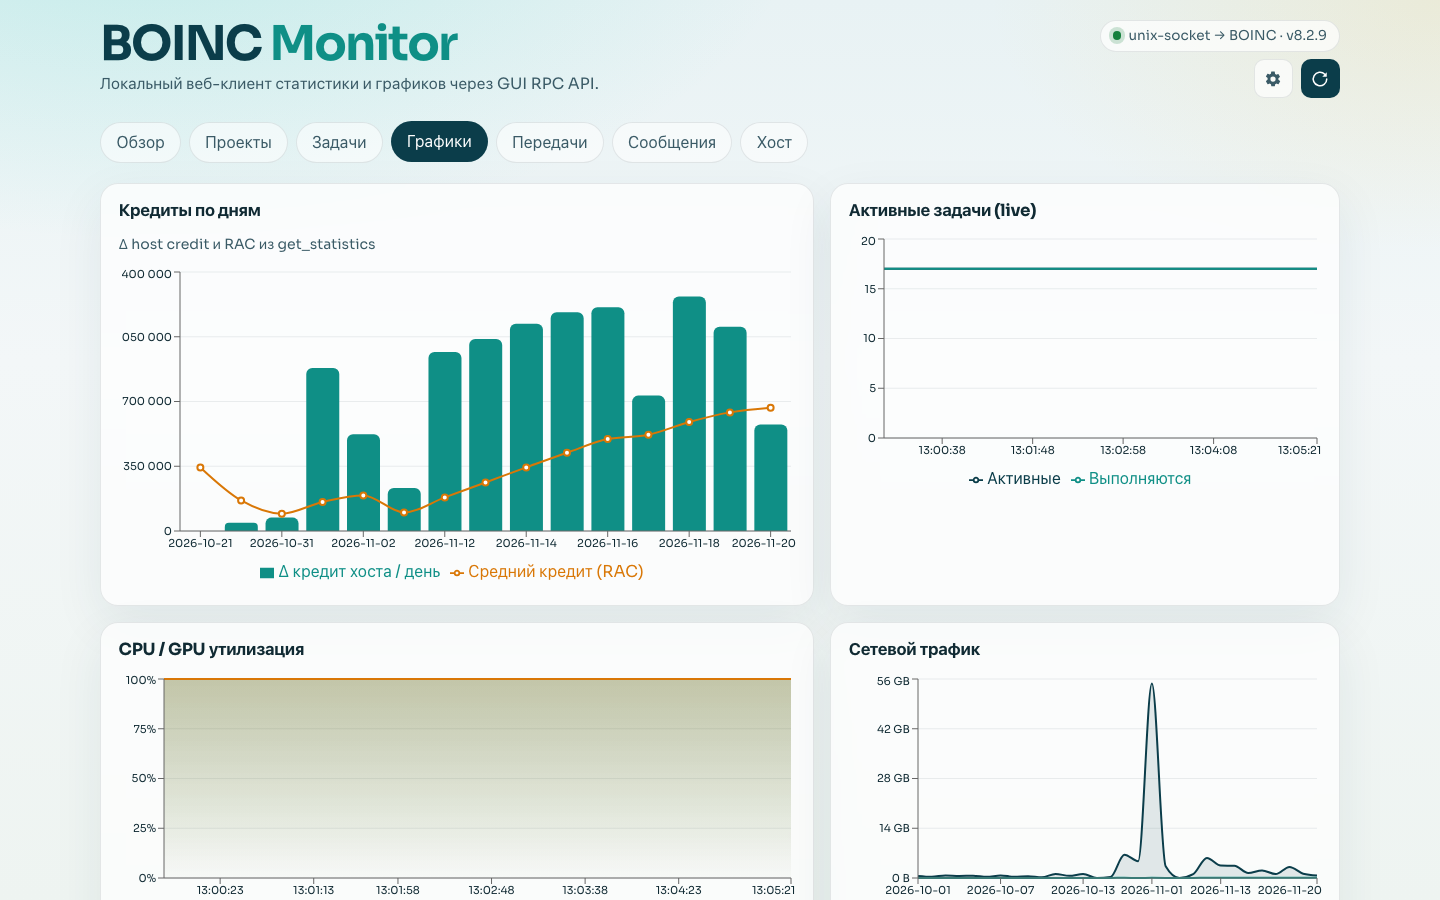 BOINC Monitor
Локальный веб-клиент статистики и графиков через GUI RPC API.
unix-socket → BOINC · v8.2.9
Обзор
Проекты
Задачи
Графики
Передачи
Сообщения
Хост
Кредиты по дням
Δ host credit и RAC из get_statistics
400 000
050 000
700 000
350 000
0
2026-10-21 2026-10-31 2026-11-02 2026-11-12 2026-11-14 2026-11-16 2026-11-18 2026-11-20
Δ кредит хоста / день Средний кредит (RAC)
Активные задачи (live)
20
15
10
5
0
13:00:38 13:01:48 13:02:58 13:04:08 13:05:21
Активные Выполняются
CPU / GPU утилизация
100%
75%
50%
25%
0%
13:00:23 13:01:13 13:01:58 13:02:48 13:03:38 13:04:23 13:05:21
Сетевой трафик
56 GB
42 GB
28 GB
14 GB
0 B
2026-10-01 2026-10-07 2026-10-13 2026-11-01 2026-11-13 2026-11-20